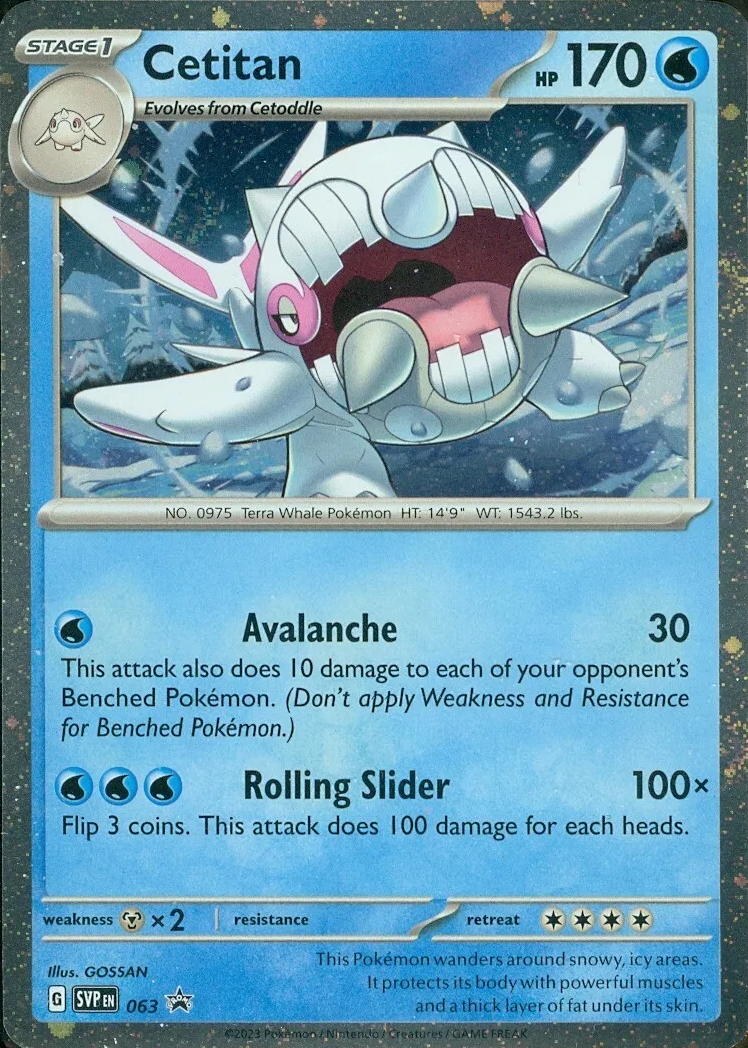 STAGE 1
Cetitan
HP 170
Evolves from Cetoddle
NO. 0975 Terra Whale Pokémon HT: 14'9" WT: 1543.2 lbs.
Avalanche 30
This attack also does 10 damage to each of your opponent's
Benched Pokémon. (Don't apply Weakness and Resistance
for Benched Pokémon.)
Rolling Slider 100×
Flip 3 coins. This attack does 100 damage for each heads.
weakness ×2 resistance retreat
Illus. GOSSAN
This Pokémon wanders around snowy, icy areas.
It protects its body with powerful muscles
and a thick layer of fat under its skin.
G SVP EN 063 PROMO
©2023 Pokémon / Nintendo / Creatures / GAME FREAK